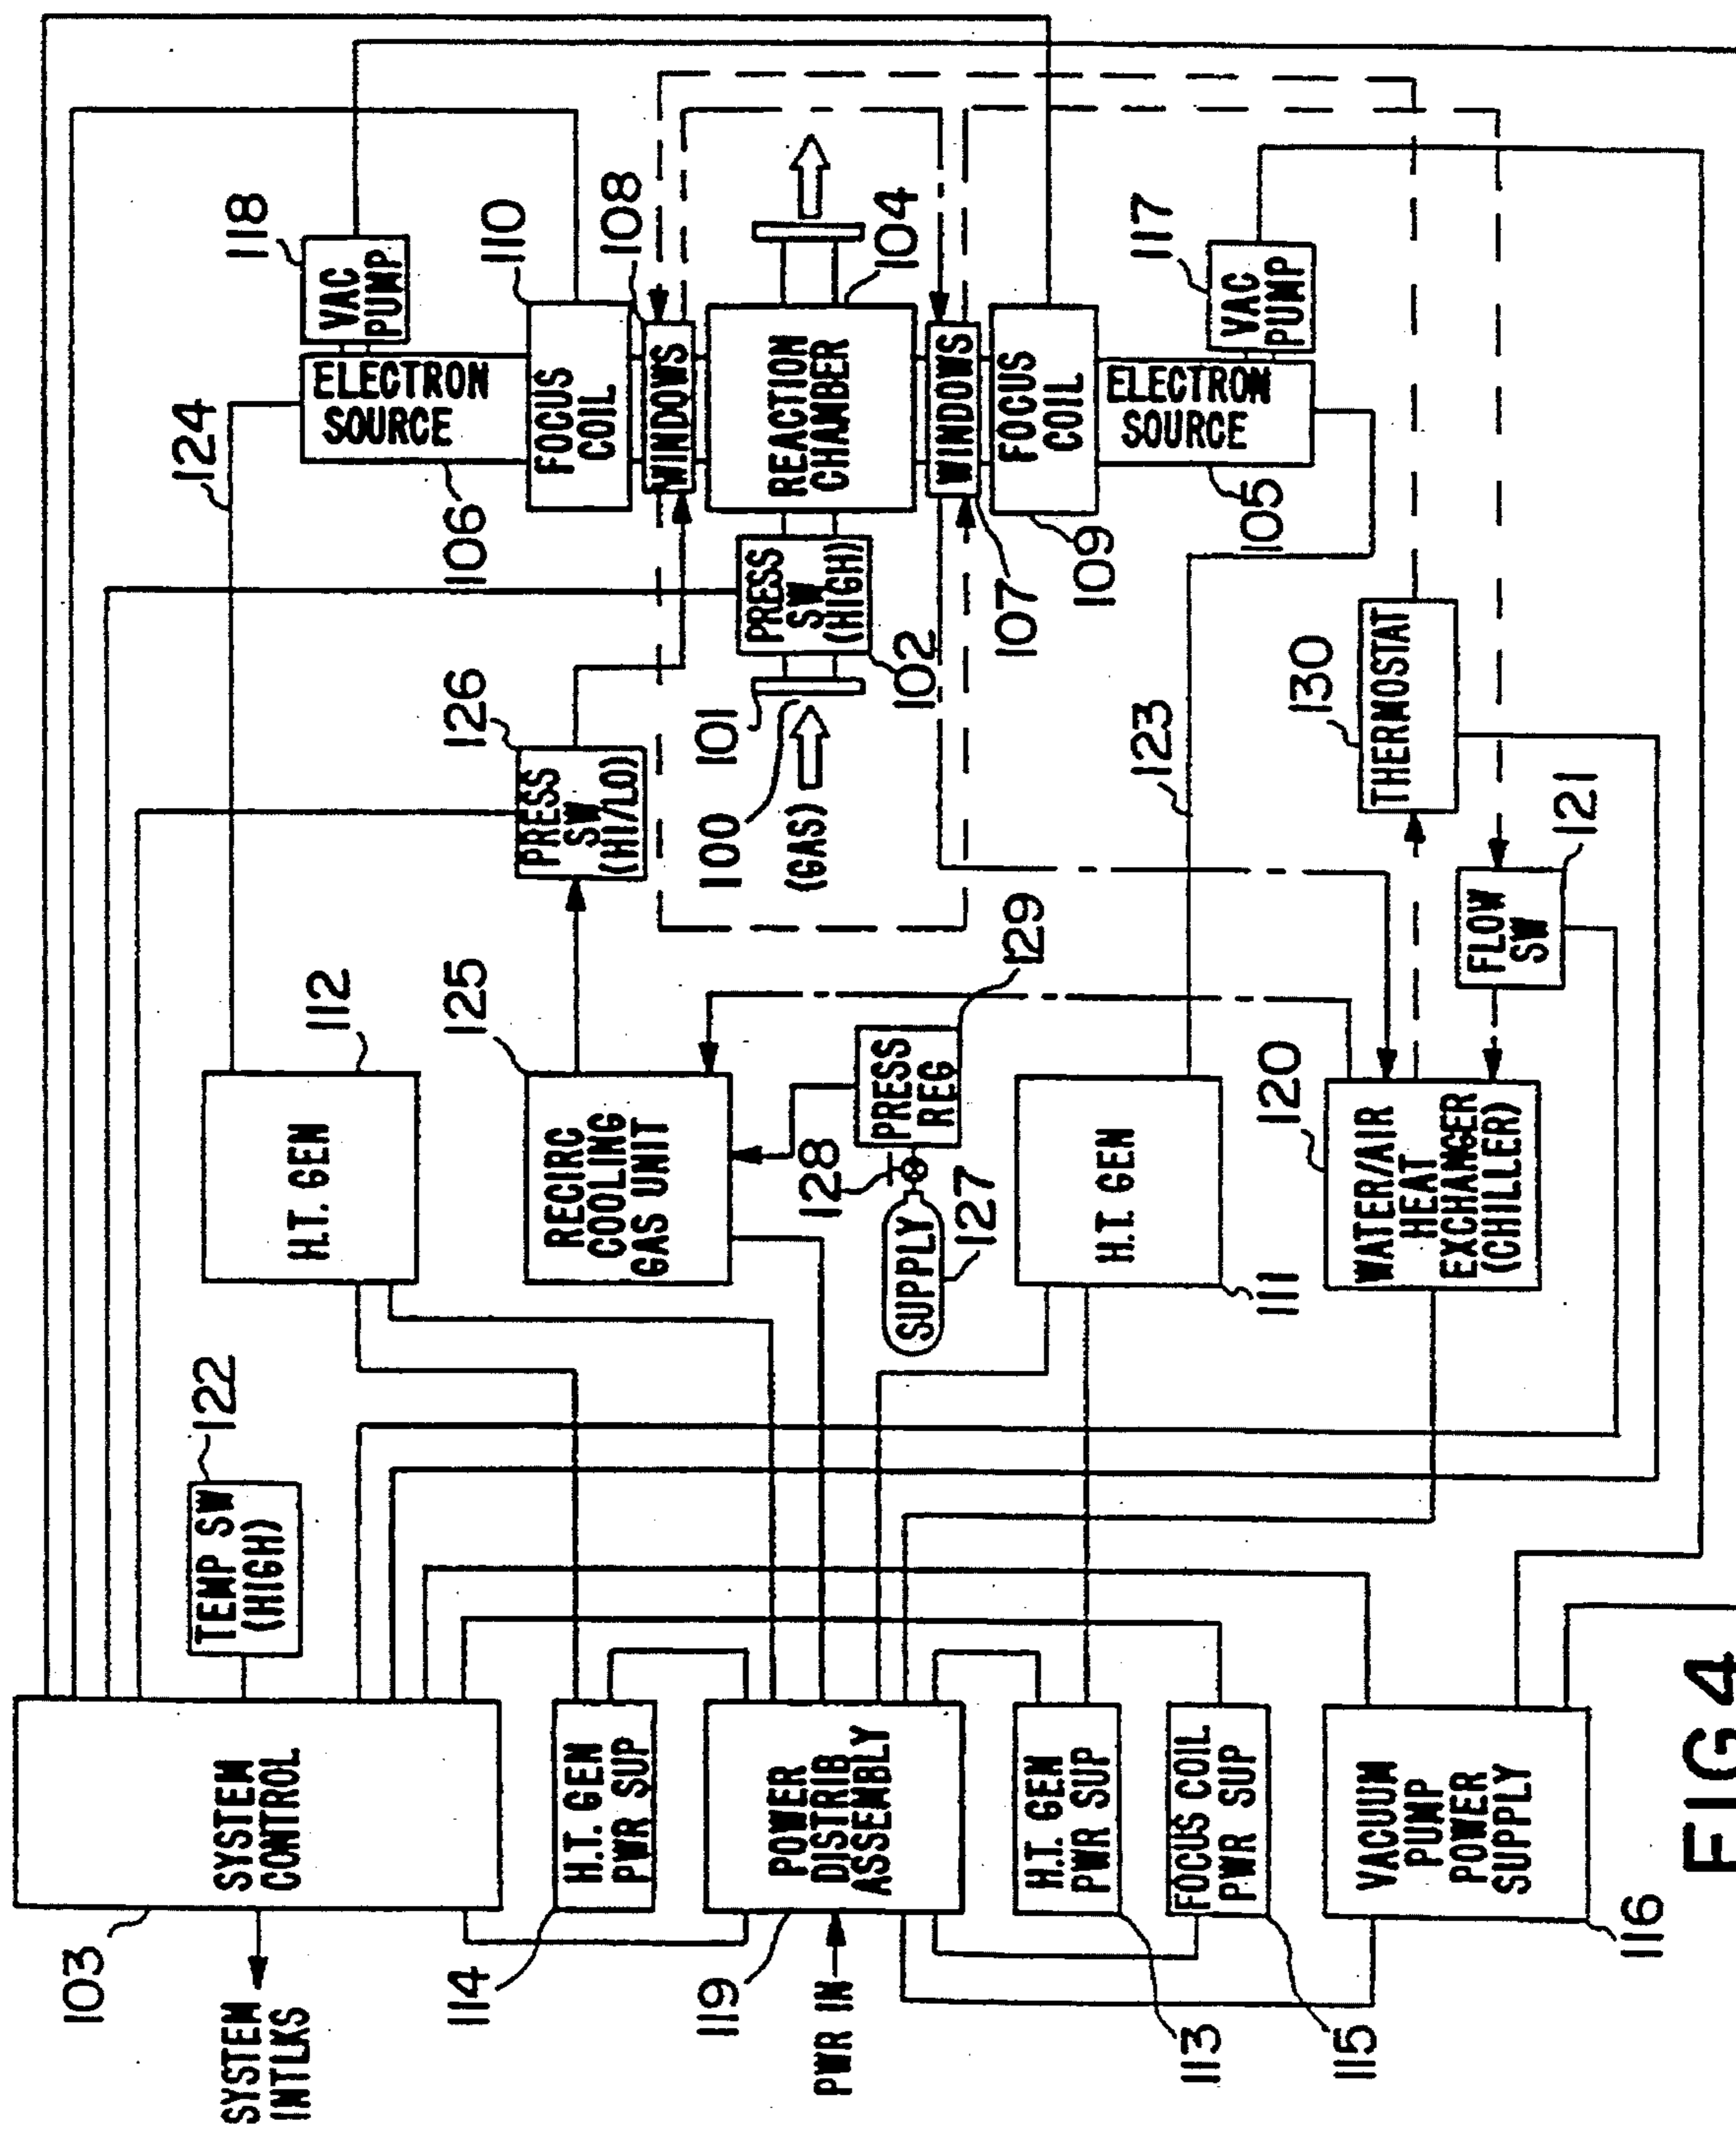 103
SYSTEM
INTLKS
SYSTEM
CONTROL
TEMP SW
(HIGH)
122
H.T. GEN
112
124
118
VAC
PUMP
ELECTRON
SOURCE
106
110
FOCUS
COIL
108
WINDOWS
126
PRESS
SW
(HI/LO)
125
RECIRC
COOLING
GAS UNIT
114
H.T. GEN
PWR SUP
119
PWR IN
POWER
DISTRIB
ASSEMBLY
SUPPLY
127
128
PRESS
REG
129
100
(GAS)
101
PRESS
SW
(HIGH)
102
REACTION
CHAMBER
104
WINDOWS
107
FOCUS
COIL
109
117
VAC
PUMP
ELECTRON
SOURCE
105
123
H.T. GEN
111
113
H.T. GEN
PWR SUP
115
FOCUS COIL
PWR SUP
120
WATER/AIR
HEAT
EXCHANGER
(CHILLER)
130
THERMOSTAT
FLOW
SW
121
VACUUM
PUMP
POWER
SUPPLY
116
FIG 4